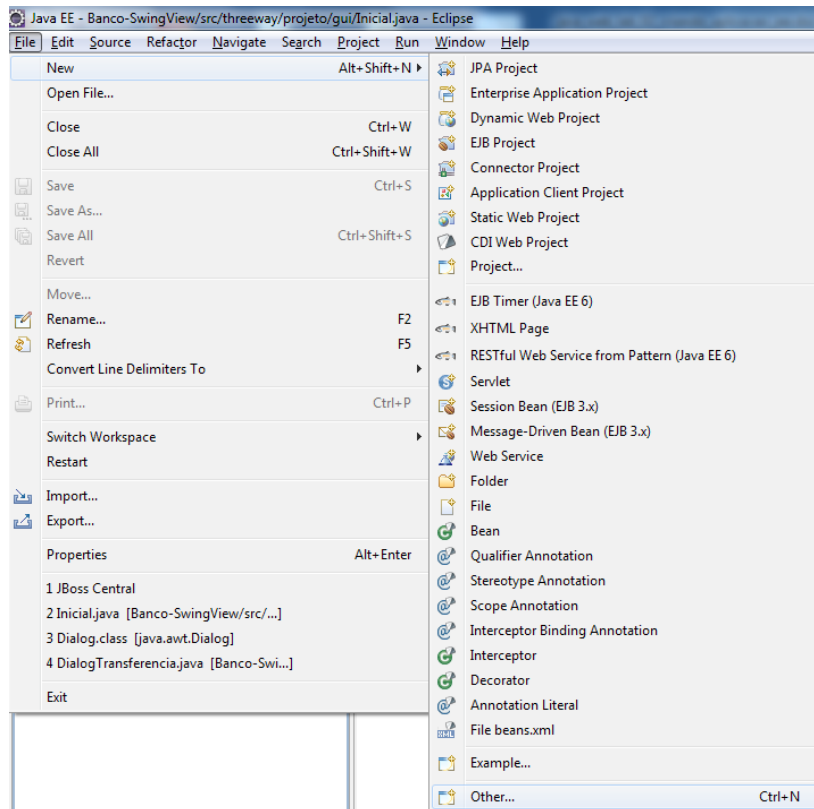 Java EE - Banco-SwingView/src/threeway/projeto/gui/Inicial.java - Eclipse
File Edit Source Refactor Navigate Search Project Run Window Help
New Alt+Shift+N
Open File...
Close Ctrl+W
Close All Ctrl+Shift+W
Save Ctrl+S
Save As...
Save All Ctrl+Shift+S
Revert
Move...
Rename... F2
Refresh F5
Convert Line Delimiters To
Print... Ctrl+P
Switch Workspace
Restart
Import...
Export...
Properties Alt+Enter
1 JBoss Central
2 Inicial.java [Banco-SwingView/src/...]
3 Dialog.class [java.awt.Dialog]
4 DialogTransferencia.java [Banco-Swi...]
Exit
JPA Project
Enterprise Application Project
Dynamic Web Project
EJB Project
Connector Project
Application Client Project
Static Web Project
CDI Web Project
Project...
EJB Timer (Java EE 6)
XHTML Page
RESTful Web Service from Pattern (Java EE 6)
Servlet
Session Bean (EJB 3.x)
Message-Driven Bean (EJB 3.x)
Web Service
Folder
File
Bean
Qualifier Annotation
Stereotype Annotation
Scope Annotation
Interceptor Binding Annotation
Interceptor
Decorator
Annotation Literal
File beans.xml
Example...
Other... Ctrl+N